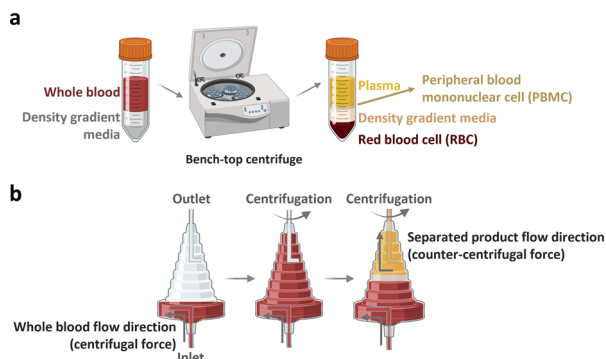 a
Whole blood
Density gradient
media
Bench-top centrifuge
Plasma
Peripheral blood
mononuclear cell (PBMC)
Density gradient media
Red blood cell (RBC)
b
Outlet
Centrifugation
Centrifugation
Separated product flow direction
(counter-centrifugal force)
Whole blood flow direction
(centrifugal force)
Inlet